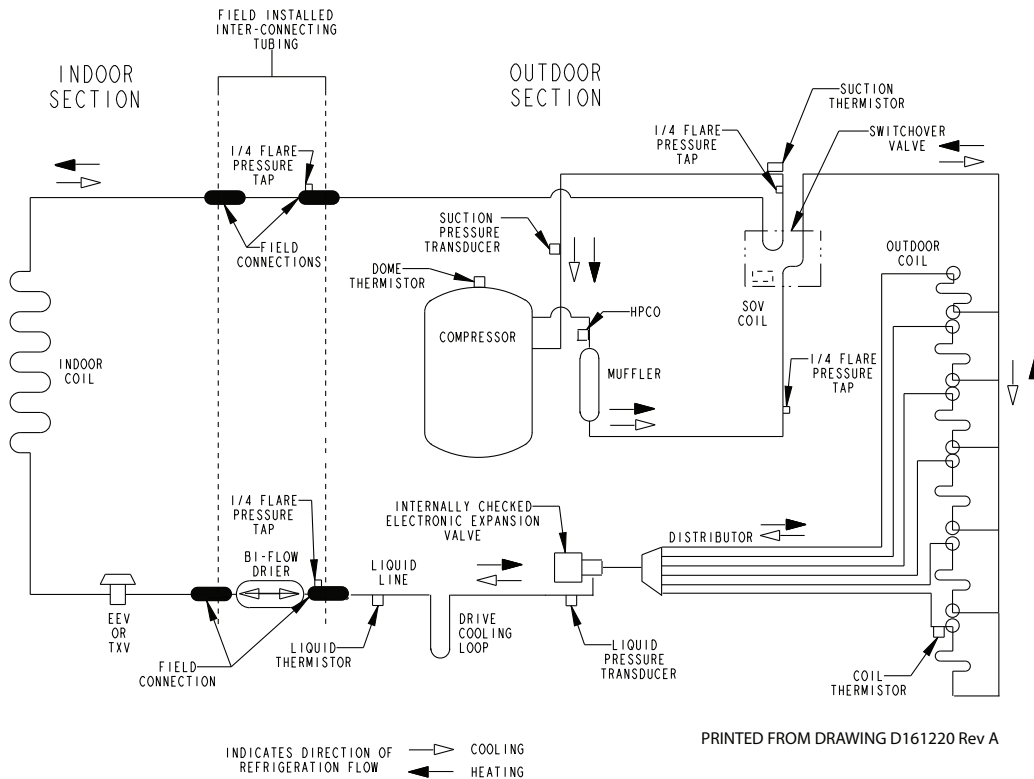 FIELD INSTALLED
INTER-CONNECTING
TUBING
INDOOR
SECTION
OUTDOOR
SECTION
SUCTION
THERMISTOR
1/4 FLARE
PRESSURE
TAP
SWITCHOVER
VALVE
1/4 FLARE
PRESSURE
TAP
SUCTION
PRESSURE
TRANSDUCER
FIELD
CONNECTIONS
DOME
THERMISTOR
OUTDOOR
COIL
SOV
COIL
HPCO
COMPRESSOR
INDOOR
COIL
MUFFLER
1/4 FLARE
PRESSURE
TAP
1/4 FLARE
PRESSURE
TAP
INTERNALLY CHECKED
ELECTRONIC EXPANSION
VALVE
DISTRIBUTOR
BI-FLOW
DRIER
LIQUID
LINE
EEV
OR
TXV
DRIVE
COOLING
LOOP
LIQUID
THERMISTOR
LIQUID
PRESSURE
TRANSDUCER
FIELD
CONNECTION
COIL
THERMISTOR
PRINTED FROM DRAWING D161220 Rev A
INDICATES DIRECTION OF
REFRIGERATION FLOW
COOLING
HEATING